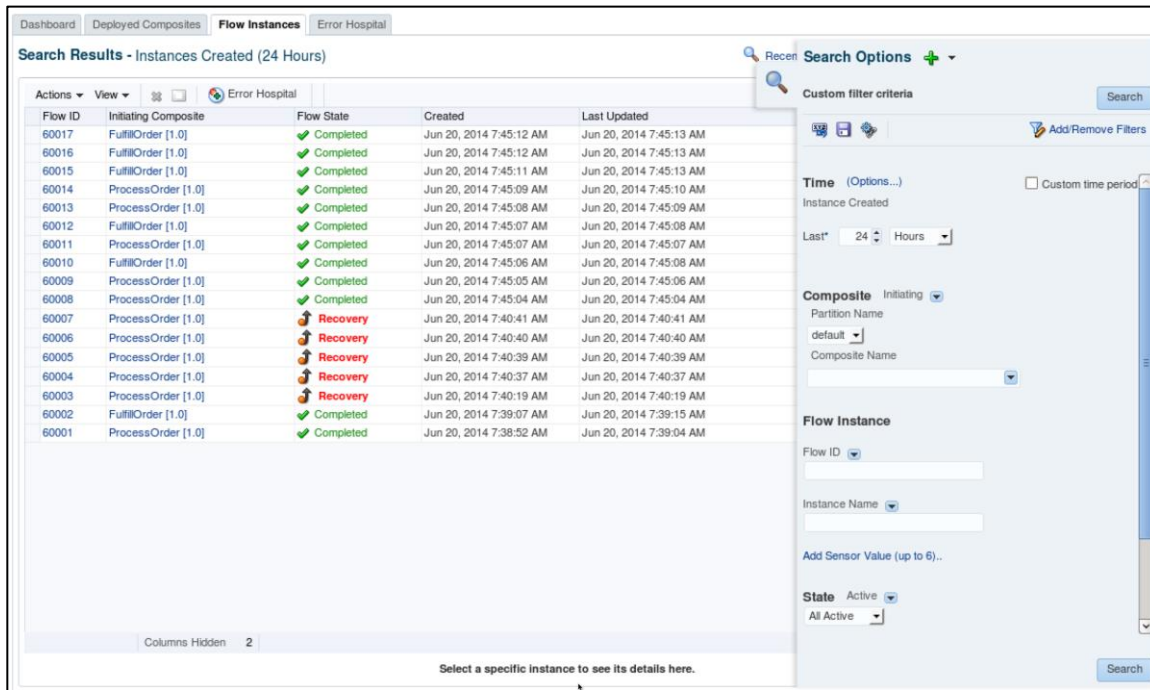 Dashboard Deployed Composites Flow Instances Error Hospital
Search Results - Instances Created (24 Hours)
Recen
Actions View Error Hospital
Flow ID Initiating Composite Flow State Created Last Updated
60017 FulfillOrder [1.0] Completed Jun 20, 2014 7:45:12 AM Jun 20, 2014 7:45:13 AM
60016 FulfillOrder [1.0] Completed Jun 20, 2014 7:45:12 AM Jun 20, 2014 7:45:13 AM
60015 FulfillOrder [1.0] Completed Jun 20, 2014 7:45:11 AM Jun 20, 2014 7:45:13 AM
60014 ProcessOrder [1.0] Completed Jun 20, 2014 7:45:09 AM Jun 20, 2014 7:45:10 AM
60013 ProcessOrder [1.0] Completed Jun 20, 2014 7:45:08 AM Jun 20, 2014 7:45:09 AM
60012 FulfillOrder [1.0] Completed Jun 20, 2014 7:45:07 AM Jun 20, 2014 7:45:08 AM
60011 ProcessOrder [1.0] Completed Jun 20, 2014 7:45:07 AM Jun 20, 2014 7:45:07 AM
60010 FulfillOrder [1.0] Completed Jun 20, 2014 7:45:06 AM Jun 20, 2014 7:45:08 AM
60009 ProcessOrder [1.0] Completed Jun 20, 2014 7:45:05 AM Jun 20, 2014 7:45:06 AM
60008 ProcessOrder [1.0] Completed Jun 20, 2014 7:45:04 AM Jun 20, 2014 7:45:04 AM
60007 ProcessOrder [1.0] Recovery Jun 20, 2014 7:40:41 AM Jun 20, 2014 7:40:41 AM
60006 ProcessOrder [1.0] Recovery Jun 20, 2014 7:40:40 AM Jun 20, 2014 7:40:40 AM
60005 ProcessOrder [1.0] Recovery Jun 20, 2014 7:40:39 AM Jun 20, 2014 7:40:39 AM
60004 ProcessOrder [1.0] Recovery Jun 20, 2014 7:40:37 AM Jun 20, 2014 7:40:37 AM
60003 ProcessOrder [1.0] Recovery Jun 20, 2014 7:40:19 AM Jun 20, 2014 7:40:19 AM
60002 FulfillOrder [1.0] Completed Jun 20, 2014 7:39:07 AM Jun 20, 2014 7:39:15 AM
60001 ProcessOrder [1.0] Completed Jun 20, 2014 7:38:52 AM Jun 20, 2014 7:39:04 AM
Columns Hidden 2
Select a specific instance to see its details here.
Search Options
Custom filter criteria Search
Add/Remove Filters
Time (Options...) Custom time period
Instance Created
Last* 24 Hours
Composite Initiating
Partition Name
default
Composite Name
Flow Instance
Flow ID
Instance Name
Add Sensor Value (up to 6)..
State Active
All Active
Search